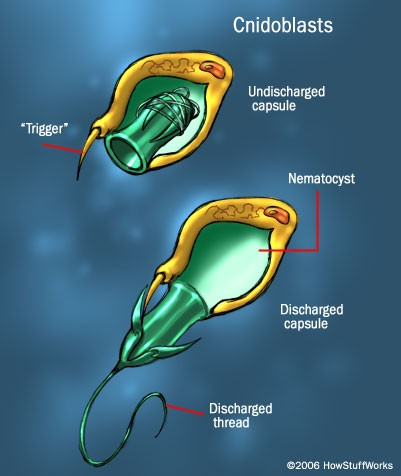 Cnidoblasts
Undischarged
capsule
“Trigger”
Nematocyst
Discharged
capsule
Discharged
thread
©2006 HowStuffWorks